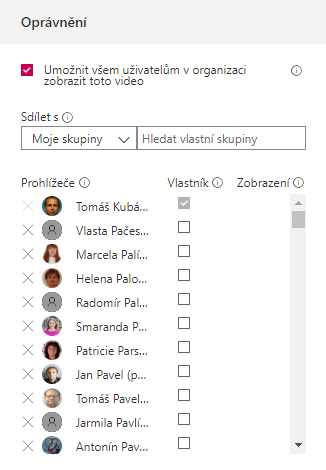 Oprávnění
Umožnit všem uživatelům v organizaci
zobrazit toto video
Sdílet s
Moje skupiny Hledat vlastní skupiny
Prohlížeče Vlastník Zobrazení
Tomáš Kubá...
Vlasta Pačes...
Marcela Palí...
Helena Palo...
Radomír Pal...
Smaranda P...
Patricie Pars...
Jan Pavel (p...
Tomáš Pavel...
Jarmila Pavlí...
Antonín Pav...